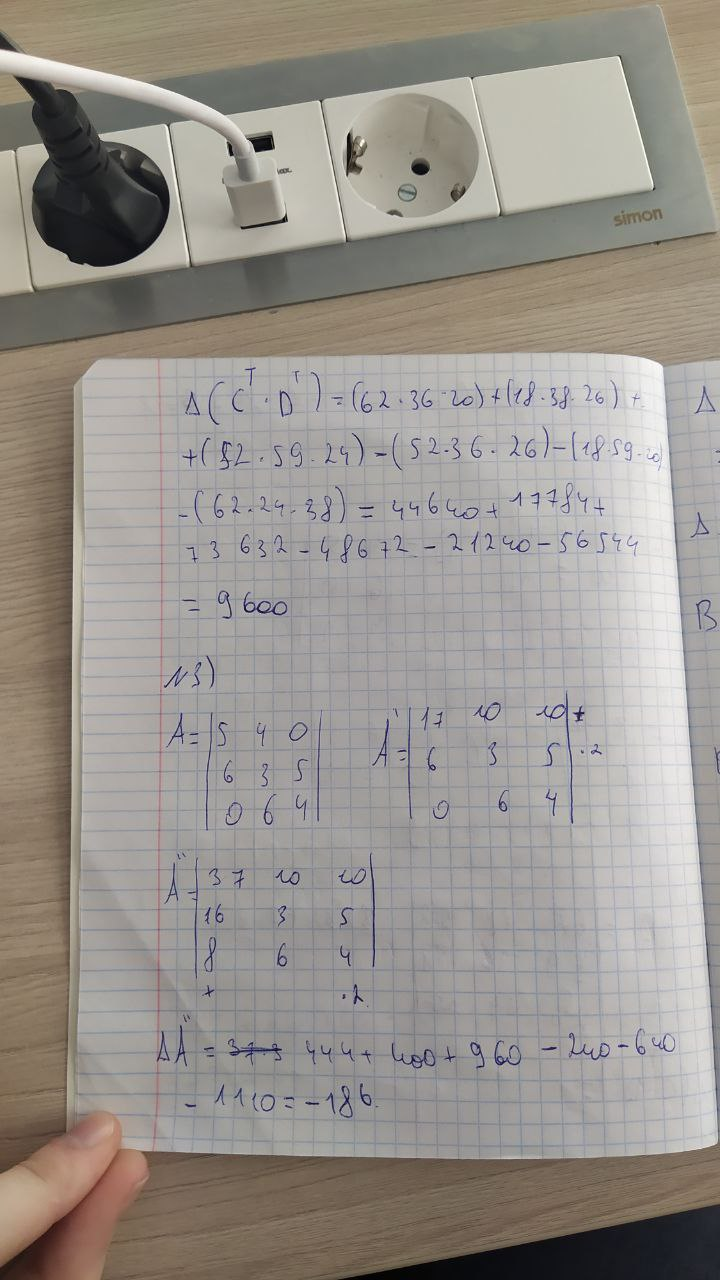 simon
Δ(Cᵀ·Dᵀ)=(62·36·20)+(18·38·26)+
+(52·59·24)-(52·36·26)-(18·59·20)
-(62·24·38)=44640+17784+
73632-48672-21240-56544
=9600
N3)
A=|5 4 0| A'=|17 10 10|+
|6 3 5| |6 3 5|·2
|0 6 4| |0 6 4|
A''=|37 10 10|
|16 3 5|
|8 6 4|
+ ·2
ΔA''= 444+400+960-240-640
-1110=-186.
Δ
Δ
B